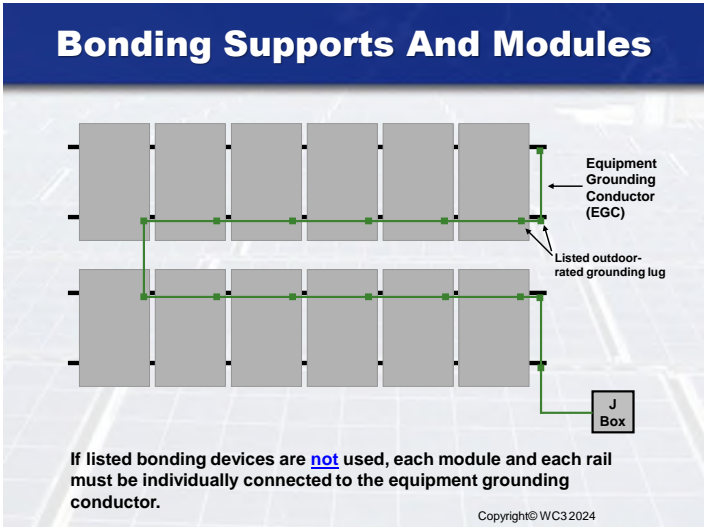 Bonding Supports And Modules
Equipment
Grounding
Conductor
(EGC)
Listed outdoor-
rated grounding lug
J
Box
If listed bonding devices are not used, each module and each rail
must be individually connected to the equipment grounding
conductor.
Copyright© WC3 2024